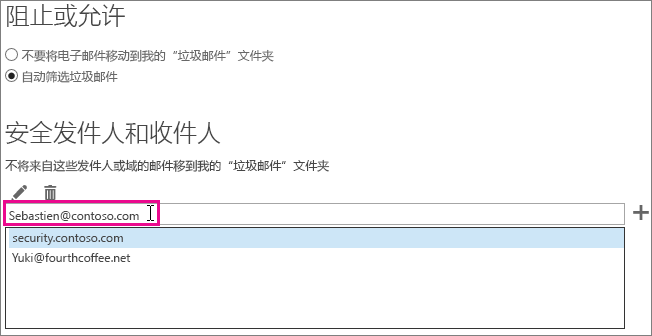 阻止或允许
不要将电子邮件移动到我的“垃圾邮件”文件夹
自动筛选垃圾邮件
安全发件人和收件人
不将来自这些发件人或域的邮件移到我的“垃圾邮件”文件夹
Sebastien@contoso.com
security.contoso.com
Yuki@fourthcoffee.net